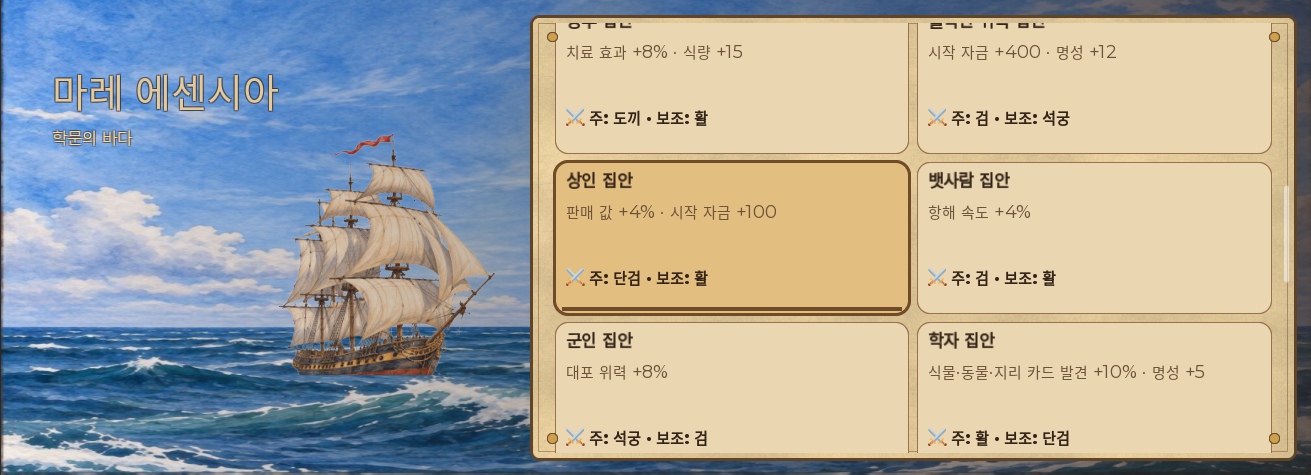 마레 에센시아
학문의 바다
치료 효과 +8% · 식량 +15
주: 도끼 • 보조: 활
시작 자금 +400 · 명성 +12
주: 검 • 보조: 석궁
상인 집안
판매 값 +4% · 시작 자금 +100
주: 단검 • 보조: 활
뱃사람 집안
항해 속도 +4%
주: 검 • 보조: 활
군인 집안
대포 위력 +8%
주: 석궁 • 보조: 검
학자 집안
식물·동물·지리 카드 발견 +10% · 명성 +5
주: 활 • 보조: 단검